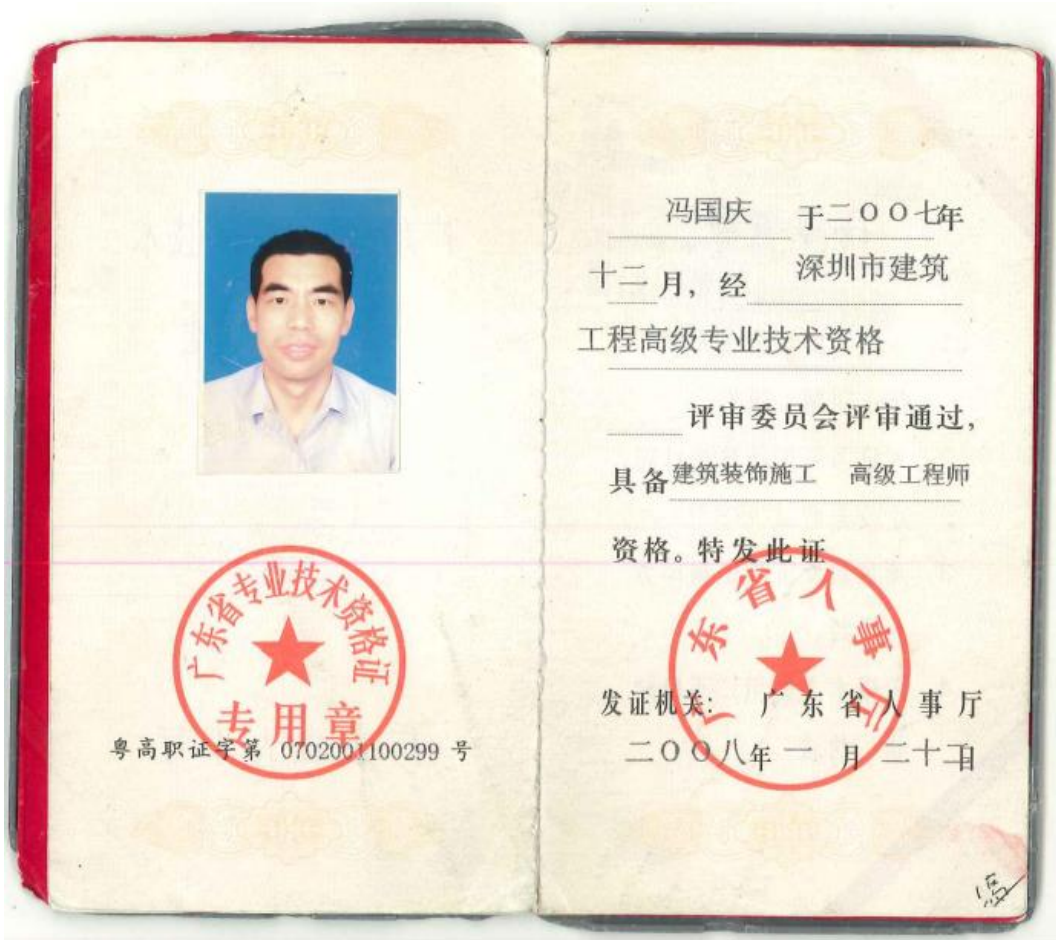 广东省专业技术资格证
专用章
粤高职证字第 0702001100299 号
冯国庆 于二〇〇七年
十二月，经 深圳市建筑
工程高级专业技术资格
评审委员会评审通过，
具备 建筑装饰施工 高级工程师
资格。特发此证
广东省人事厅
发证机关： 广东省人事厅
二〇〇八年 一 月 二十二日